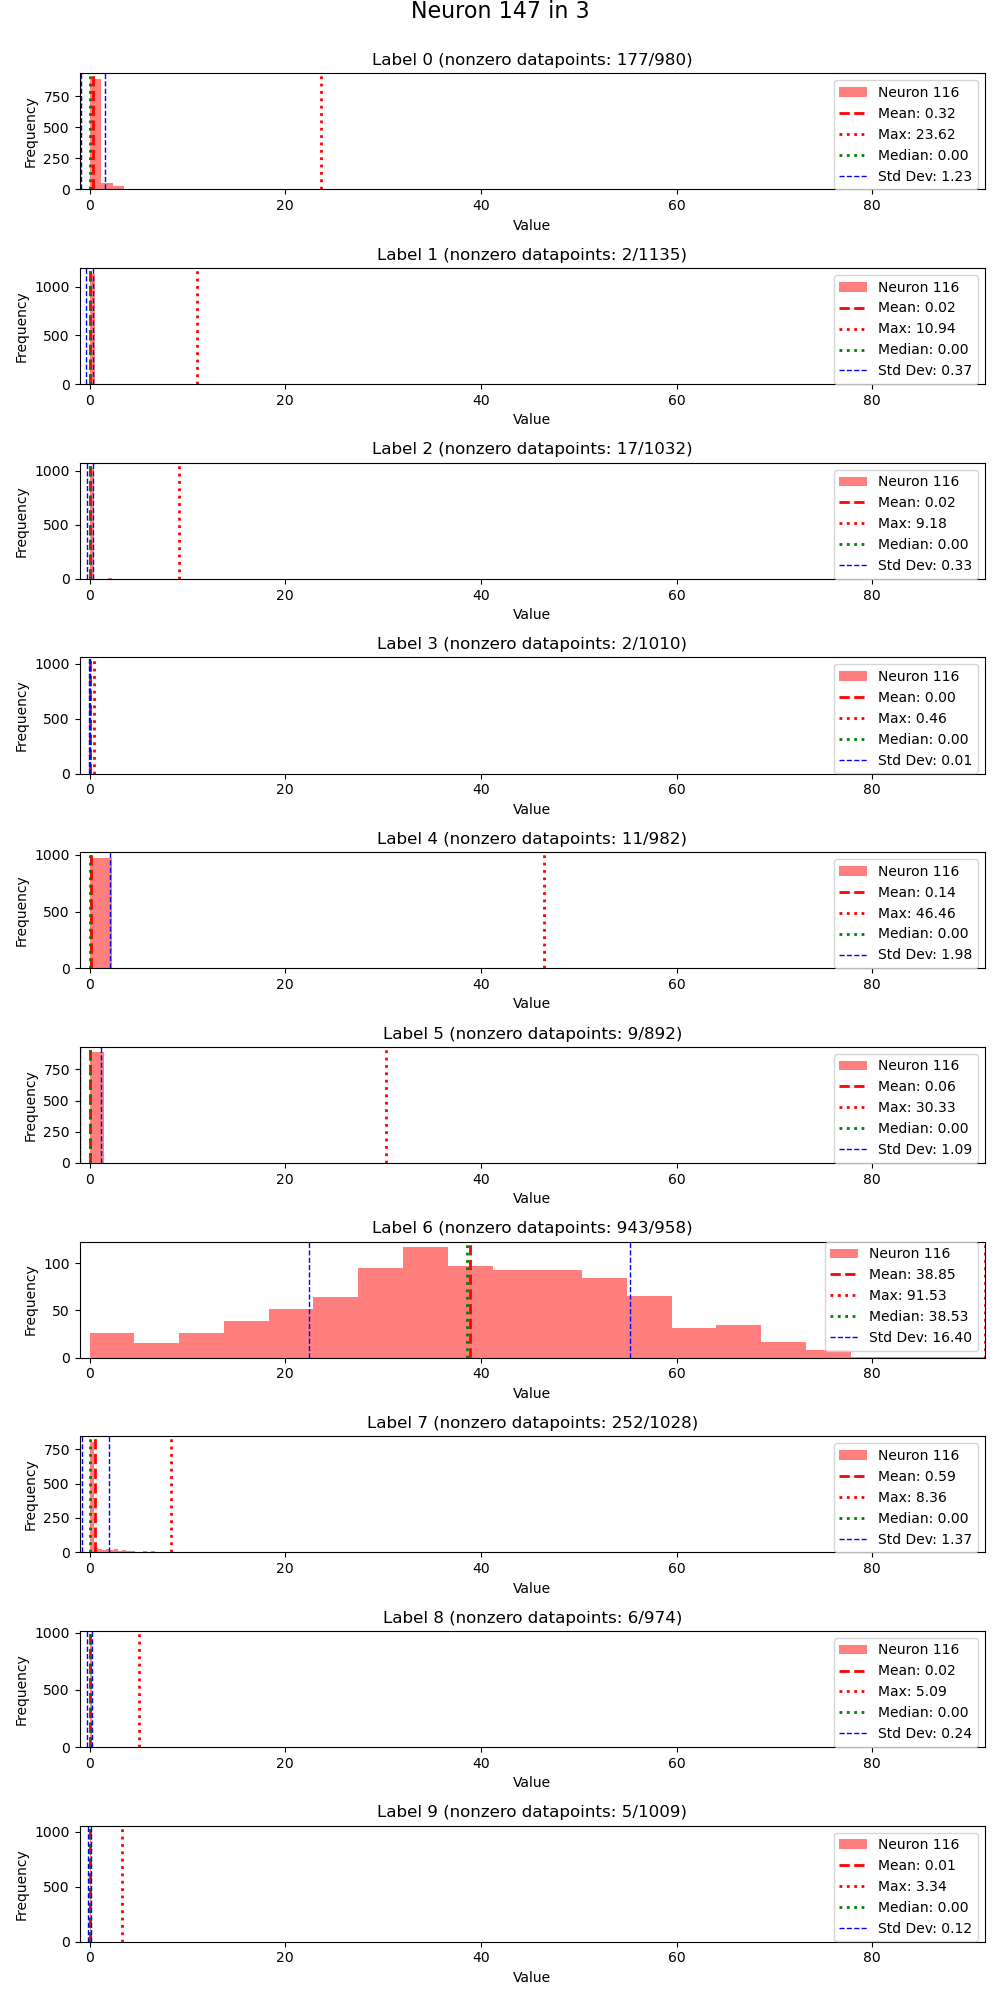 Neuron 147 in 3
Label 0 (nonzero datapoints: 177/980)
Frequency
750
500
250
0
0 20 40 60 80
Value
Neuron 116
Mean: 0.32
Max: 23.62
Median: 0.00
Std Dev: 1.23
Label 1 (nonzero datapoints: 2/1135)
Frequency
1000
500
0
0 20 40 60 80
Value
Neuron 116
Mean: 0.02
Max: 10.94
Median: 0.00
Std Dev: 0.37
Label 2 (nonzero datapoints: 17/1032)
Frequency
1000
500
0
0 20 40 60 80
Value
Neuron 116
Mean: 0.02
Max: 9.18
Median: 0.00
Std Dev: 0.33
Label 3 (nonzero datapoints: 2/1010)
Frequency
1000
500
0
0 20 40 60 80
Value
Neuron 116
Mean: 0.00
Max: 0.46
Median: 0.00
Std Dev: 0.01
Label 4 (nonzero datapoints: 11/982)
Frequency
1000
500
0
0 20 40 60 80
Value
Neuron 116
Mean: 0.14
Max: 46.46
Median: 0.00
Std Dev: 1.98
Label 5 (nonzero datapoints: 9/892)
Frequency
750
500
250
0
0 20 40 60 80
Value
Neuron 116
Mean: 0.06
Max: 30.33
Median: 0.00
Std Dev: 1.09
Label 6 (nonzero datapoints: 943/958)
Frequency
100
50
0
0 20 40 60 80
Value
Neuron 116
Mean: 38.85
Max: 91.53
Median: 38.53
Std Dev: 16.40
Label 7 (nonzero datapoints: 252/1028)
Frequency
750
500
250
0
0 20 40 60 80
Value
Neuron 116
Mean: 0.59
Max: 8.36
Median: 0.00
Std Dev: 1.37
Label 8 (nonzero datapoints: 6/974)
Frequency
1000
500
0
0 20 40 60 80
Value
Neuron 116
Mean: 0.02
Max: 5.09
Median: 0.00
Std Dev: 0.24
Label 9 (nonzero datapoints: 5/1009)
Frequency
1000
500
0
0 20 40 60 80
Value
Neuron 116
Mean: 0.01
Max: 3.34
Median: 0.00
Std Dev: 0.12